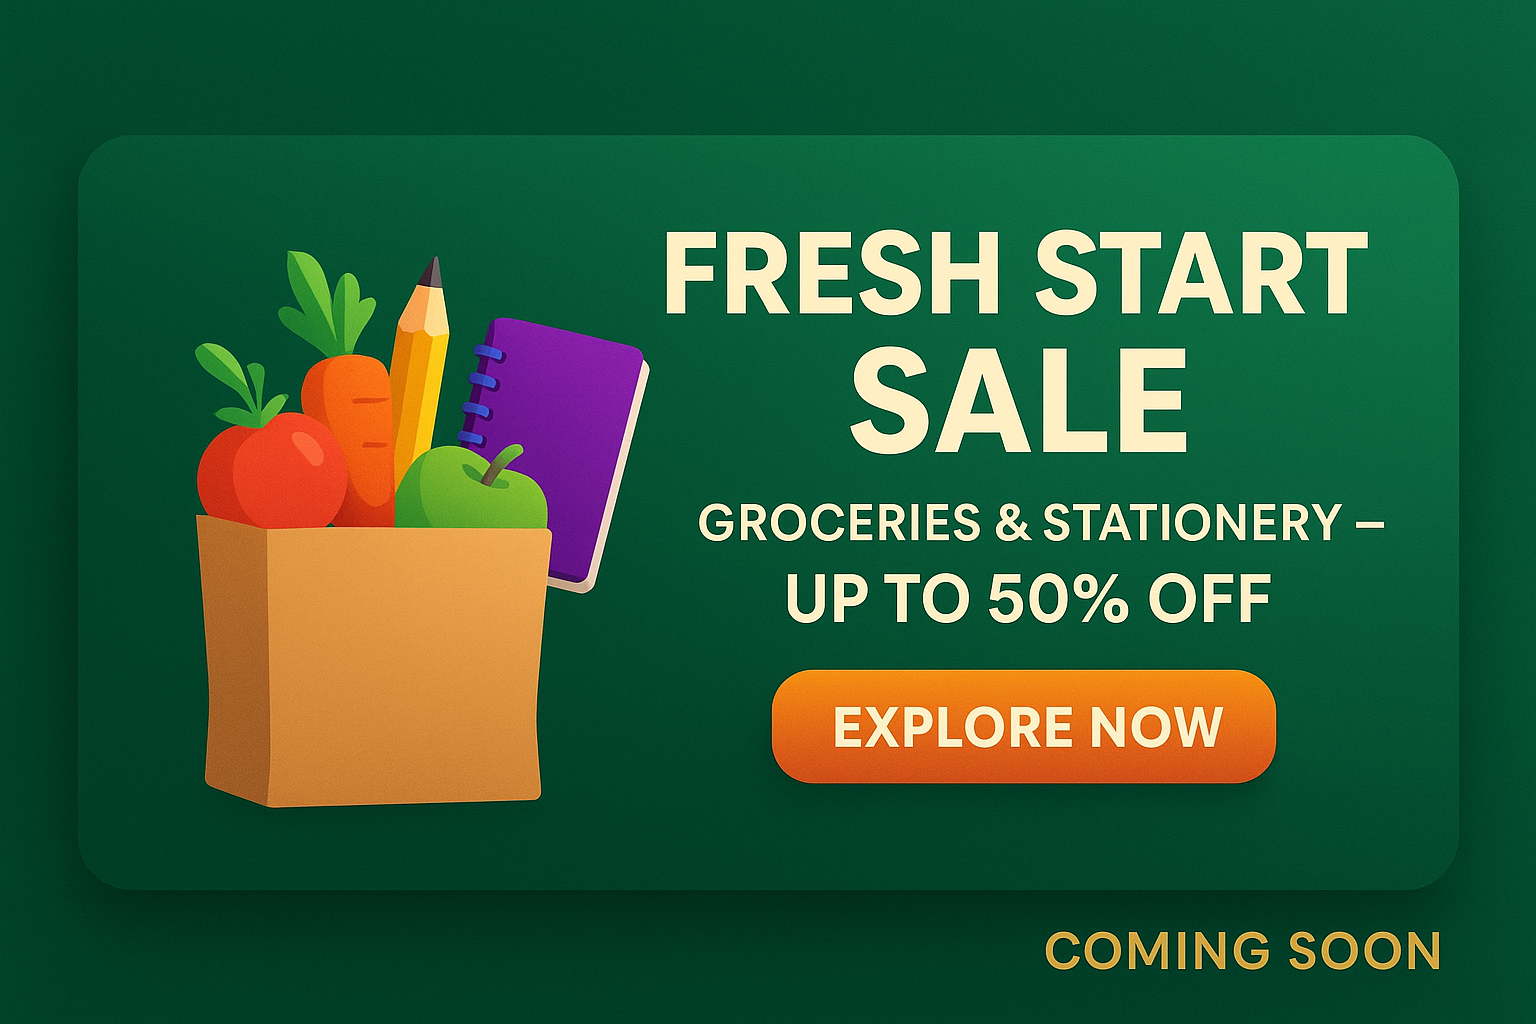 FRESH START
SALE
GROCERIES & STATIONERY –
UP TO 50% OFF
EXPLORE NOW
COMING SOON